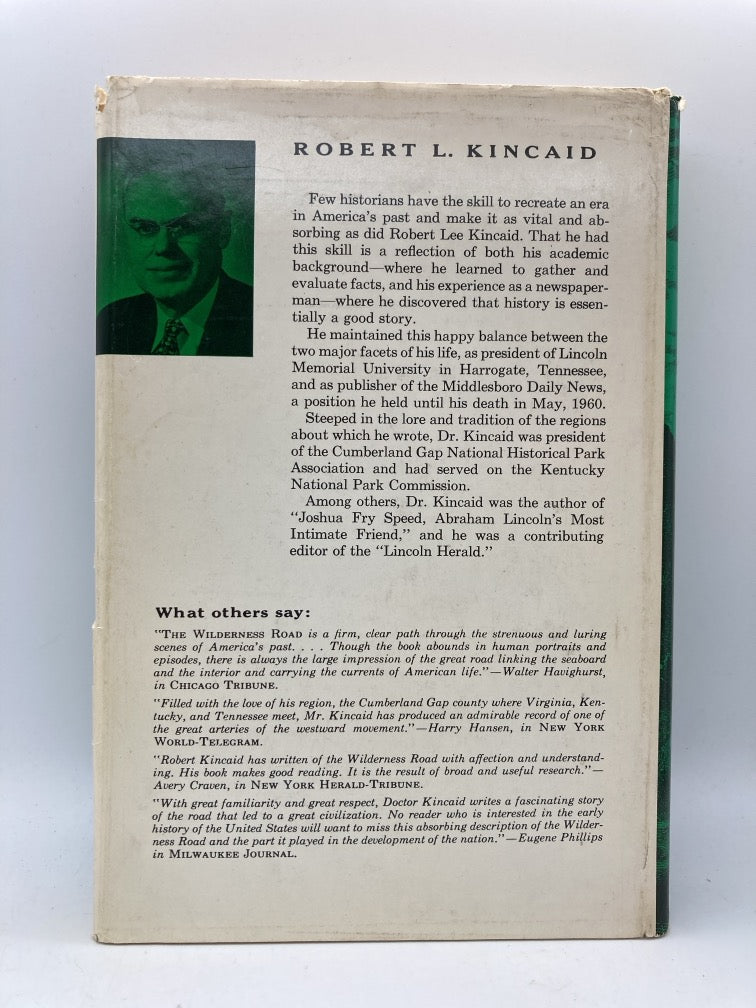 ROBERT L. KINCAID
Few historians have the skill to recreate an era
in America's past and make it as vital and ab-
sorbing as did Robert Lee Kincaid. That he had
this skill is a reflection of both his academic
background—where he learned to gather and
evaluate facts, and his experience as a newspaper-
man—where he discovered that history is essen-
tially a good story.
He maintained this happy balance between the
two major facets of his life, as president of Lincoln
Memorial University in Harrogate, Tennessee,
and as publisher of the Middlesboro Daily News,
a position he held until his death in May, 1960.
Steeped in the lore and tradition of the regions
about which he wrote, Dr. Kincaid was president
of the Cumberland Gap National Historical Park
Association and had served on the Kentucky
National Park Commission.
Among others, Dr. Kincaid was the author of
"Joshua Fry Speed, Abraham Lincoln's Most
Intimate Friend," and he was a contributing
editor of the "Lincoln Herald."
What others say:
"THE WILDERNESS ROAD is a firm, clear path through the strenuous and luring
scenes of America's past. . . . Though the book abounds in human portraits and
episodes, there is always the large impression of the great road linking the seaboard
and the interior and carrying the currents of American life."—Walter Havighurst,
in CHICAGO TRIBUNE.
"Filled with the love of his region, the Cumberland Gap county where Virginia, Ken-
tucky, and Tennessee meet, Mr. Kincaid has produced an admirable record of one of
the great arteries of the westward movement."—Harry Hansen, in NEW YORK
WORLD-TELEGRAM.
"Robert Kincaid has written of the Wilderness Road with affection and understand-
ing. His book makes good reading. It is the result of broad and useful research."—
Avery Craven, in NEW YORK HERALD-TRIBUNE.
"With great familiarity and great respect, Doctor Kincaid writes a fascinating story
of the road that led to a great civilization. No reader who is interested in the early
history of the United States will want to miss this absorbing description of the Wilder-
ness Road and the part it played in the development of the nation."—Eugene Phillips
in MILWAUKEE JOURNAL.